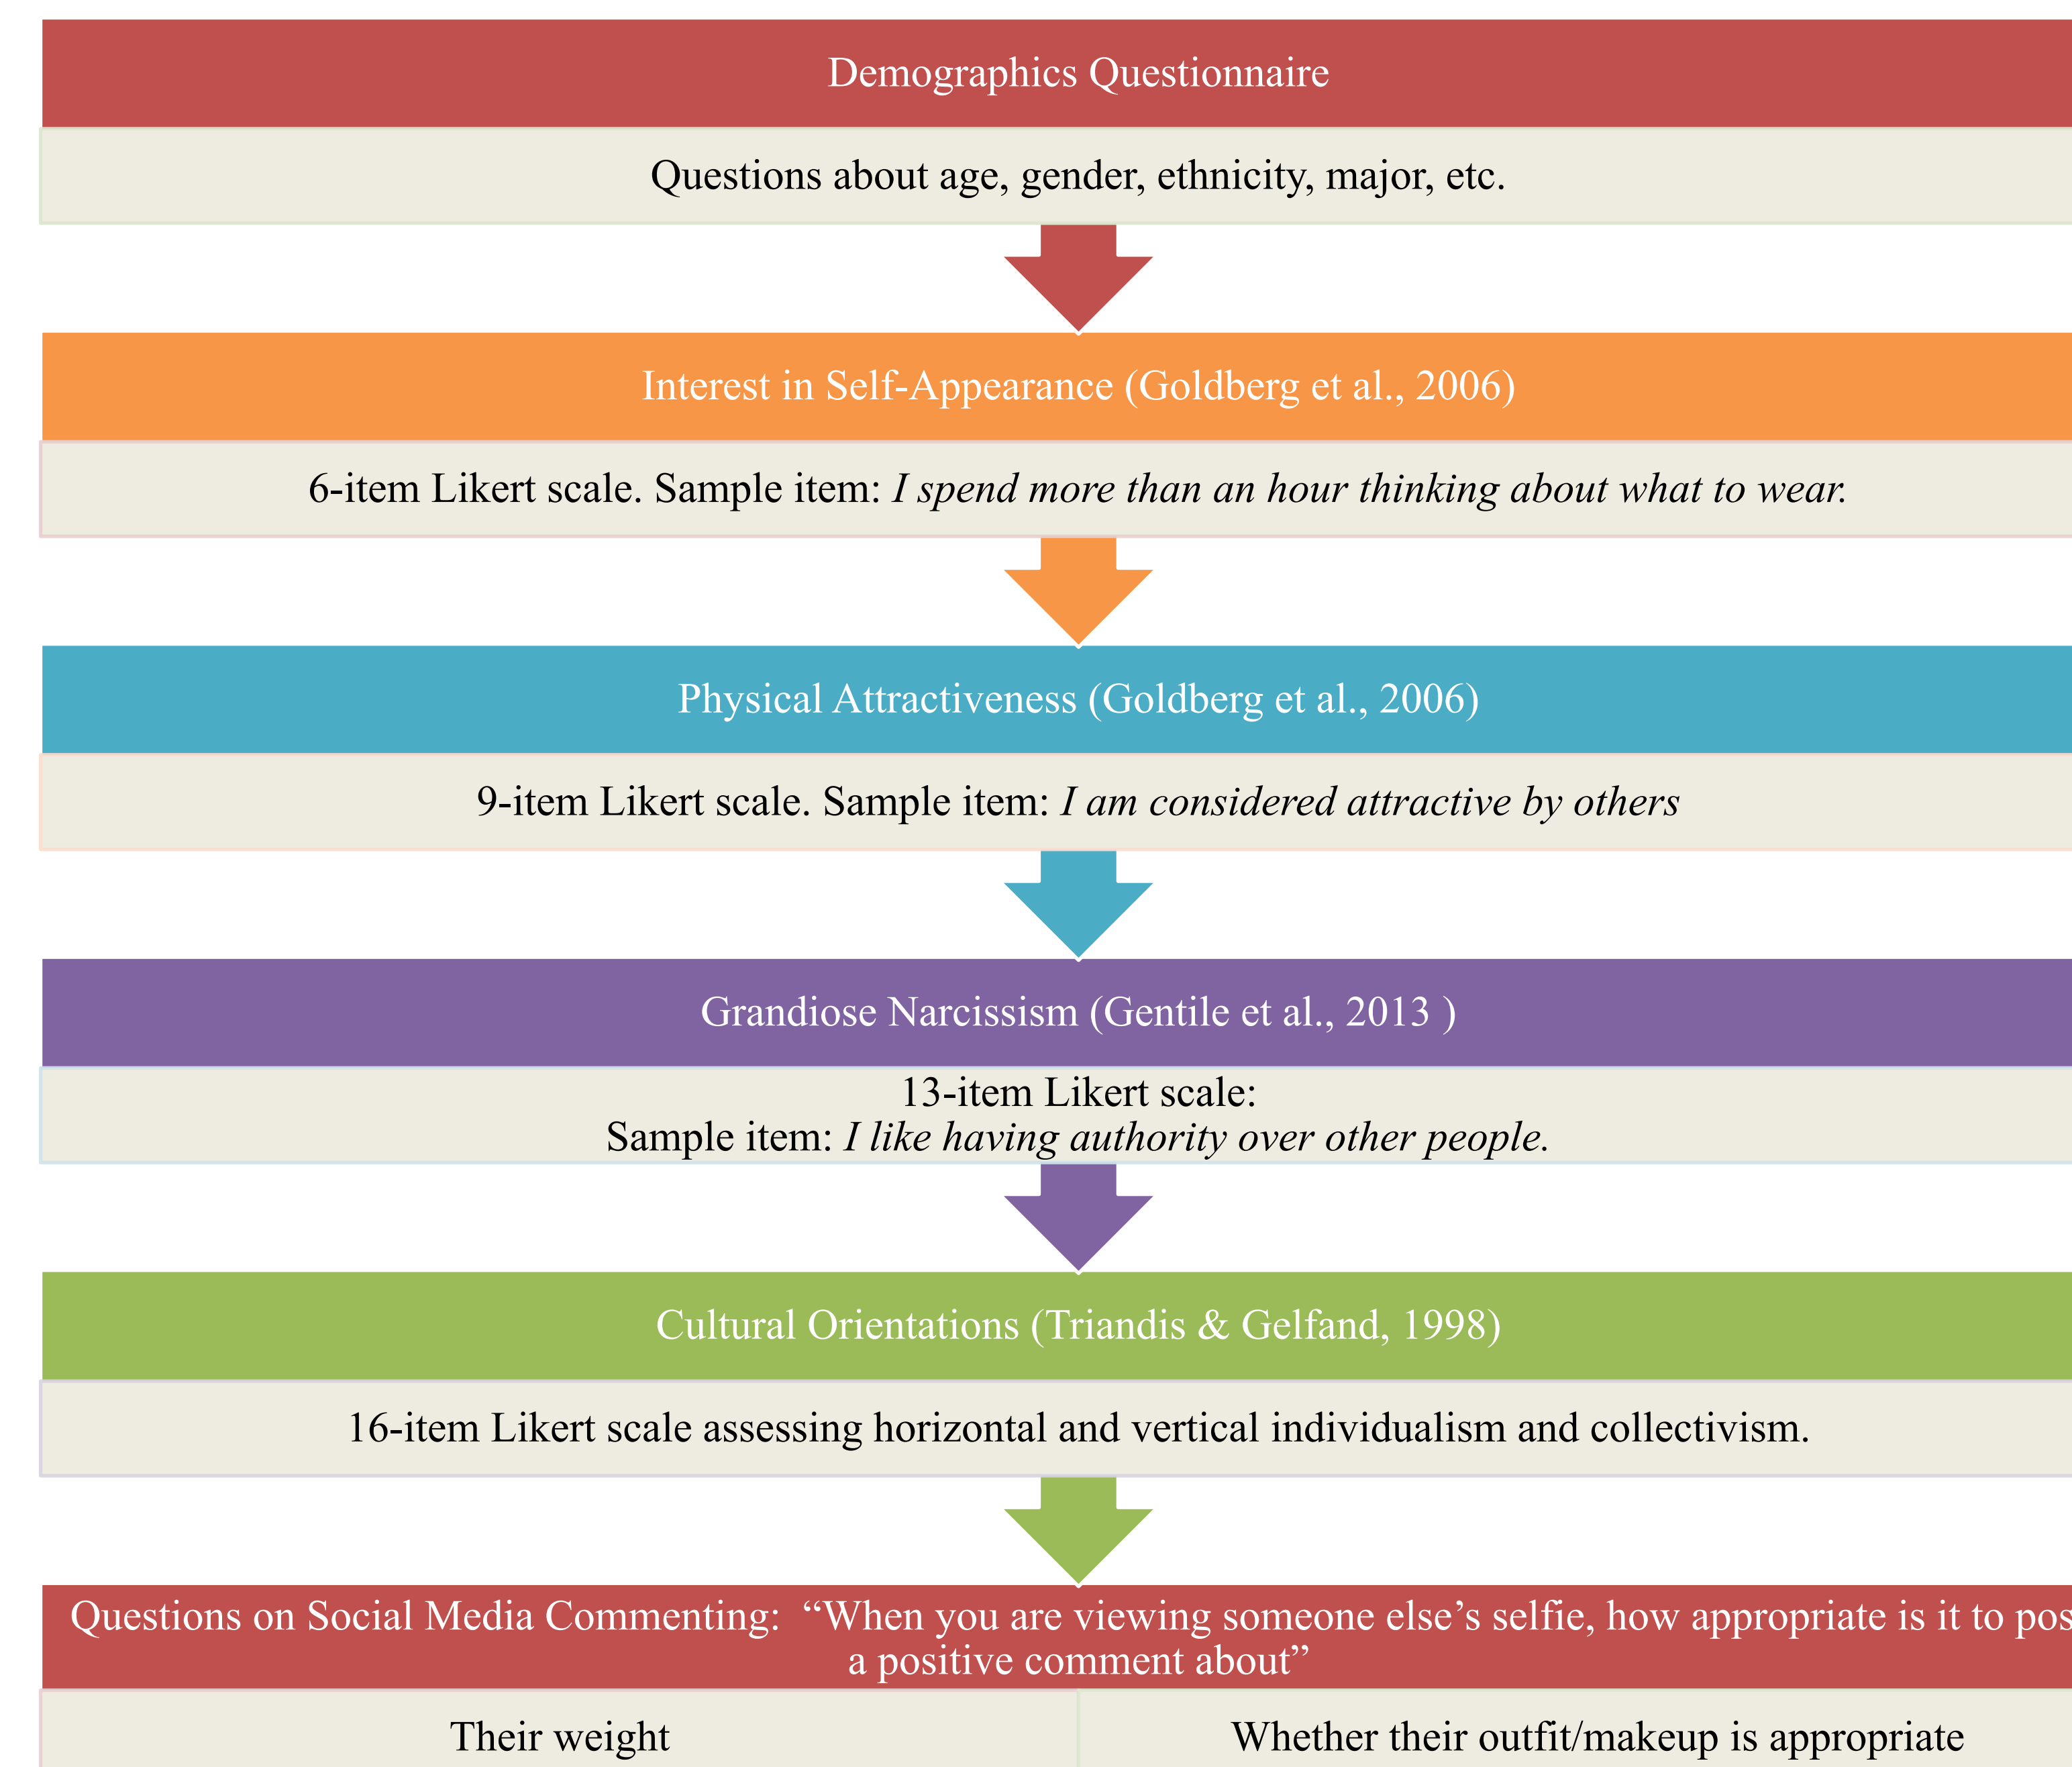 Demographics Questionnaire
Questions about age, gender, ethnicity, major, etc.
Interest in Self-Appearance (Goldberg et al., 2006)
6-item Likert scale. Sample item: I spend more than an hour thinking about what to wear.
Physical Attractiveness (Goldberg et al., 2006)
9-item Likert scale. Sample item: I am considered attractive by others
Grandiose Narcissism (Gentile et al., 2013 )
13-item Likert scale:
Sample item: I like having authority over other people.
Cultural Orientations (Triandis & Gelfand, 1998)
16-item Likert scale assessing horizontal and vertical individualism and collectivism.
Questions on Social Media Commenting:  “When you are viewing someone else’s selfie, how appropriate is it to pos
a positive comment about”
Their weight
Whether their outfit/makeup is appropriate